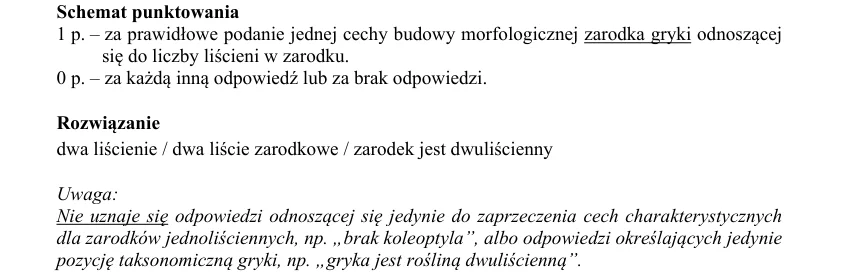 Schemat punktowania
1 p. – za prawidłowe podanie jednej cechy budowy morfologicznej zarodka gryki odnoszącej
się do liczby liścieni w zarodku.
0 p. – za każdą inną odpowiedź lub za brak odpowiedzi.
Rozwiązanie
dwa liścienie / dwa liście zarodkowe / zarodek jest dwuliścienny
Uwaga:
Nie uznaje się odpowiedzi odnoszącej się jedynie do zaprzeczenia cech charakterystycznych
dla zarodków jednoliściennych, np. „brak koleoptyla”, albo odpowiedzi określających jedynie
pozycję taksonomiczną gryki, np. „gryka jest rośliną dwuliścienną”.